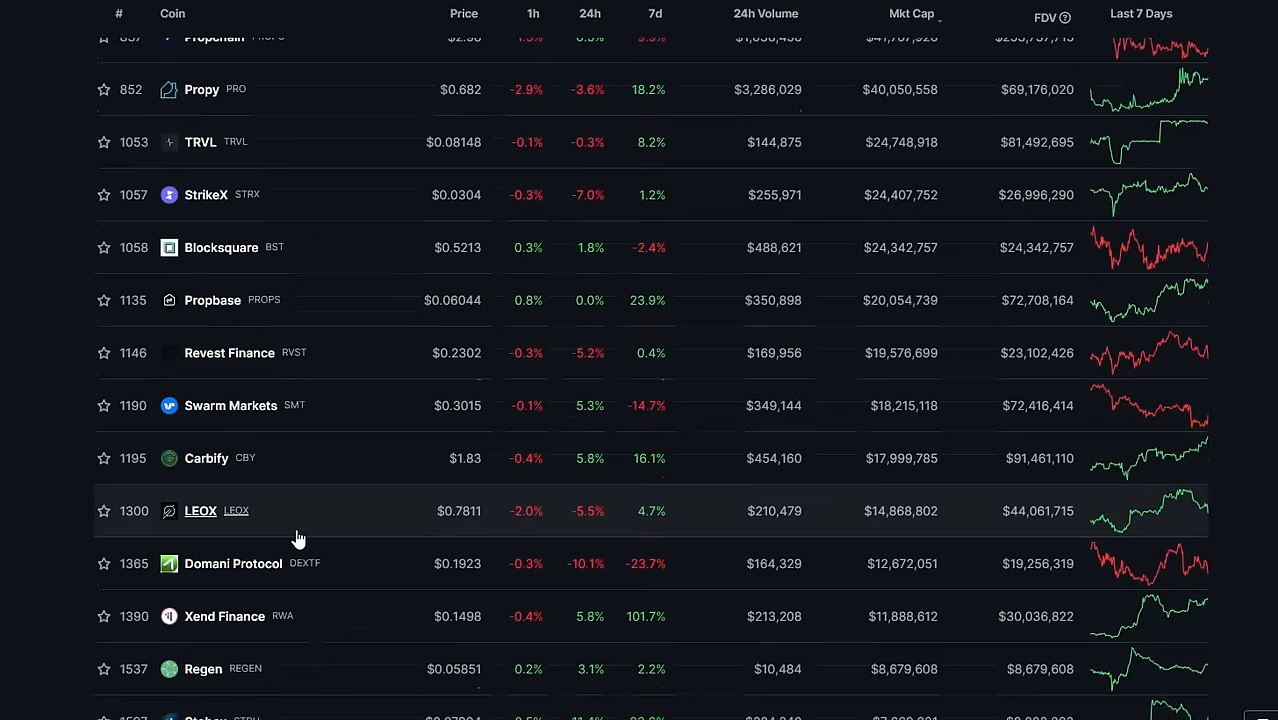 # Coin Price 1h 24h 7d 24h Volume Mkt Cap FDV Last 7 Days
Propchain
852 Propy PRO $0.682 -2.9% -3.6% 18.2% $3,286,029 $40,050,558 $69,176,020
1053 TRVL TRVL $0.08148 -0.1% -0.3% 8.2% $144,875 $24,748,918 $81,492,695
1057 StrikeX STRX $0.0304 -0.3% -7.0% 1.2% $255,971 $24,407,752 $26,996,290
1058 Blocksquare BST $0.5213 0.3% 1.8% -2.4% $488,621 $24,342,757 $24,342,757
1135 Propbase PROPS $0.06044 0.8% 0.0% 23.9% $350,898 $20,054,739 $72,708,164
1146 Revest Finance RVST $0.2302 -0.3% -5.2% 0.4% $169,956 $19,576,699 $23,102,426
1190 Swarm Markets SMT $0.3015 -0.1% 5.3% -14.7% $349,144 $18,215,118 $72,416,414
1195 Carbify CBY $1.83 -0.4% 5.8% 16.1% $454,160 $17,999,785 $91,461,110
1300 LEOX LEOX $0.7811 -2.0% -5.5% 4.7% $210,479 $14,868,802 $44,061,715
1365 Domani Protocol DEXTF $0.1923 -0.3% -10.1% -23.7% $164,329 $12,672,051 $19,256,319
1390 Xend Finance RWA $0.1498 -0.4% 5.8% 101.7% $213,208 $11,888,612 $30,036,822
1537 Regen REGEN $0.05851 0.2% 3.1% 2.2% $10,484 $8,679,608 $8,679,608